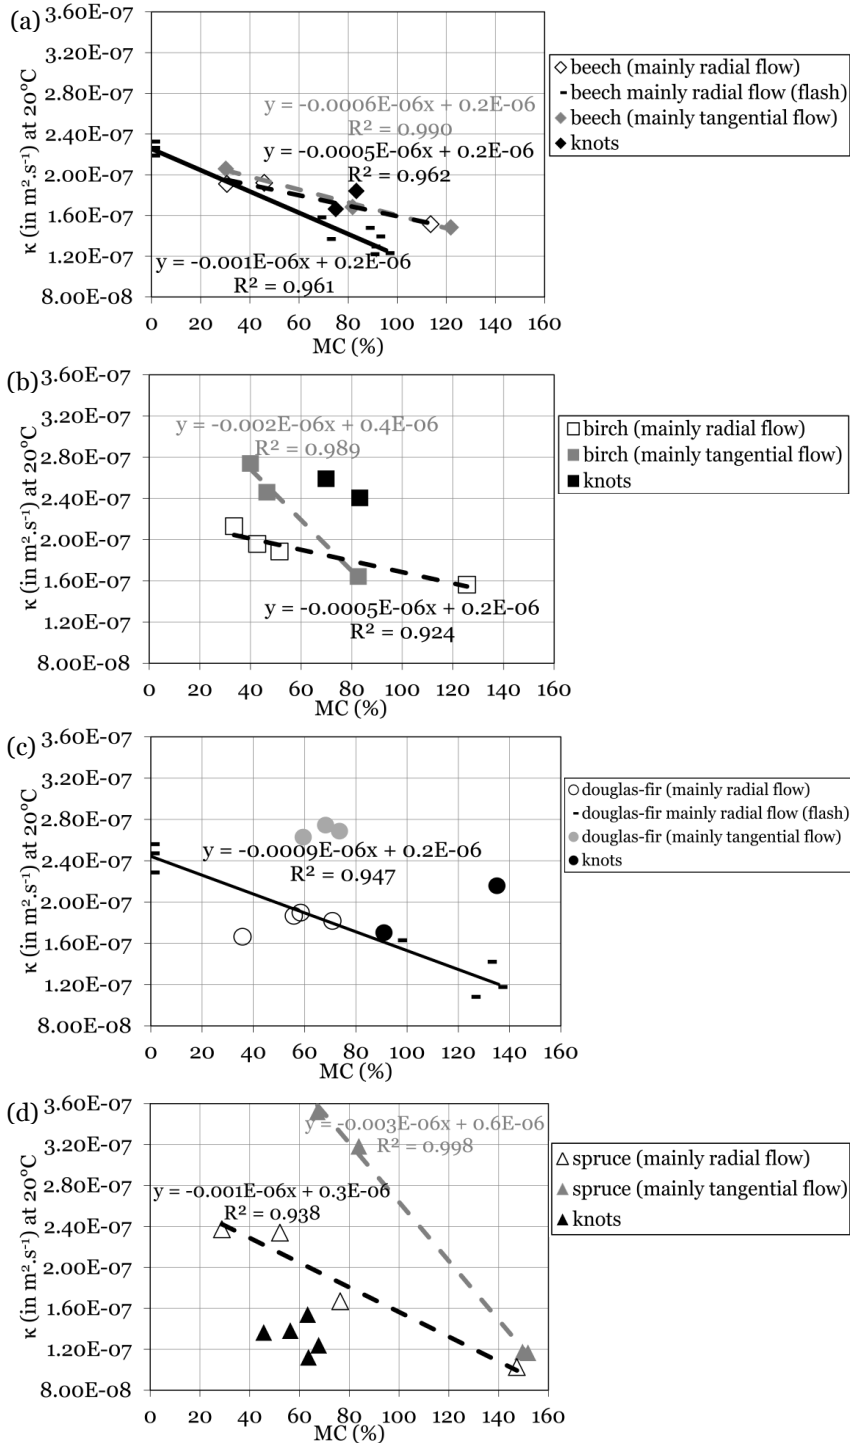 (a)
3.60E-07
3.20E-07
2.80E-07
2.40E-07
2.00E-07
1.60E-07
1.20E-07
8.00E-08
κ (in m².s⁻¹) at 20°C
y = -0.0006E-06x + 0.2E-06
R² = 0.990
y = -0.0005E-06x + 0.2E-06
R² = 0.962
y = -0.001E-06x + 0.2E-06
R² = 0.961
0 20 40 60 80 100 120 140 160
MC (%)
beech (mainly radial flow)
beech mainly radial flow (flash)
beech (mainly tangential flow)
knots
(b)
3.60E-07
3.20E-07
2.80E-07
2.40E-07
2.00E-07
1.60E-07
1.20E-07
8.00E-08
κ (in m².s⁻¹) at 20°C
y = -0.002E-06x + 0.4E-06
R² = 0.989
y = -0.0005E-06x + 0.2E-06
R² = 0.924
0 20 40 60 80 100 120 140 160
MC (%)
birch (mainly radial flow)
birch (mainly tangential flow)
knots
(c)
3.60E-07
3.20E-07
2.80E-07
2.40E-07
2.00E-07
1.60E-07
1.20E-07
8.00E-08
κ (in m².s⁻¹) at 20°C
y = -0.0009E-06x + 0.2E-06
R² = 0.947
0 20 40 60 80 100 120 140 160
MC (%)
douglas-fir (mainly radial flow)
douglas-fir mainly radial flow (flash)
douglas-fir (mainly tangential flow)
knots
(d)
3.60E-07
3.20E-07
2.80E-07
2.40E-07
2.00E-07
1.60E-07
1.20E-07
8.00E-08
κ (in m².s⁻¹) at 20°C
y = -0.003E-06x + 0.6E-06
R² = 0.998
y = -0.001E-06x + 0.3E-06
R² = 0.938
0 20 40 60 80 100 120 140 160
MC (%)
spruce (mainly radial flow)
spruce (mainly tangential flow)
knots